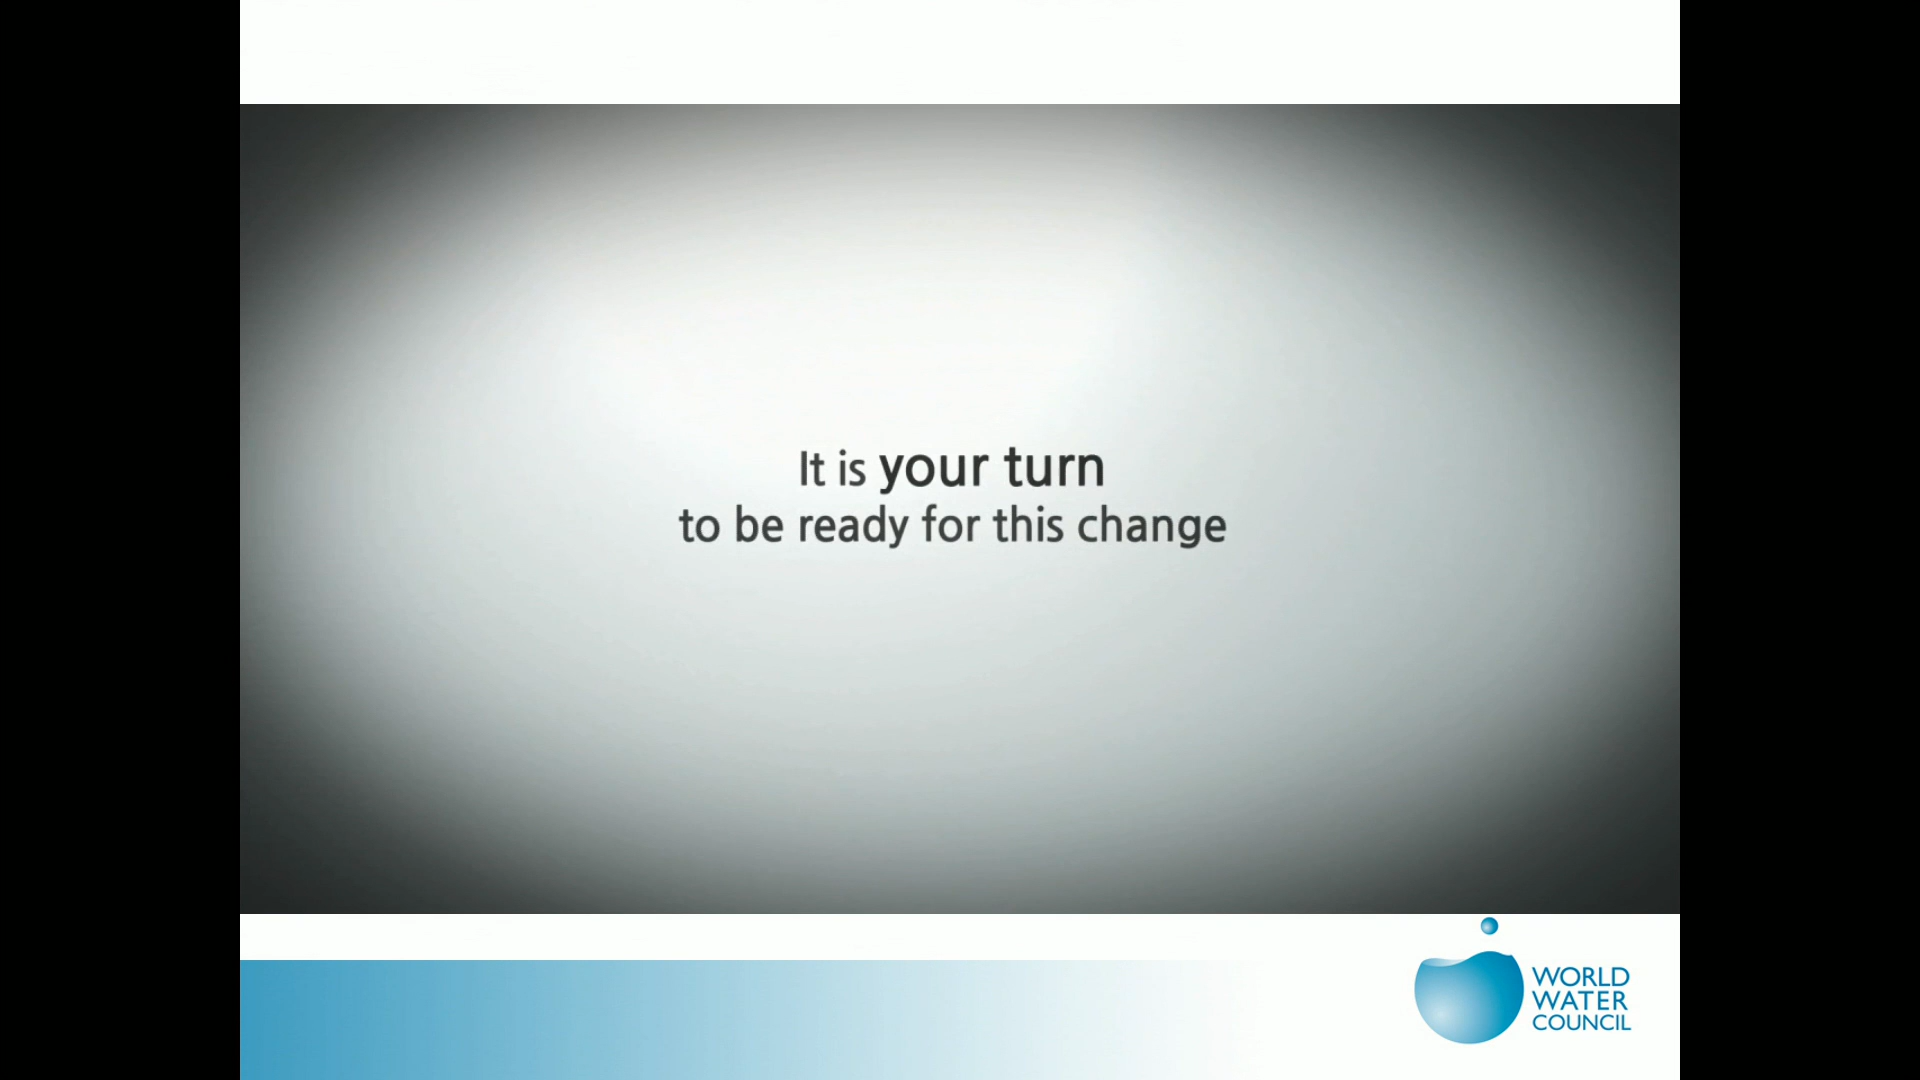 It is your turn
to be ready for this change
WORLD
WATER
COUNCIL